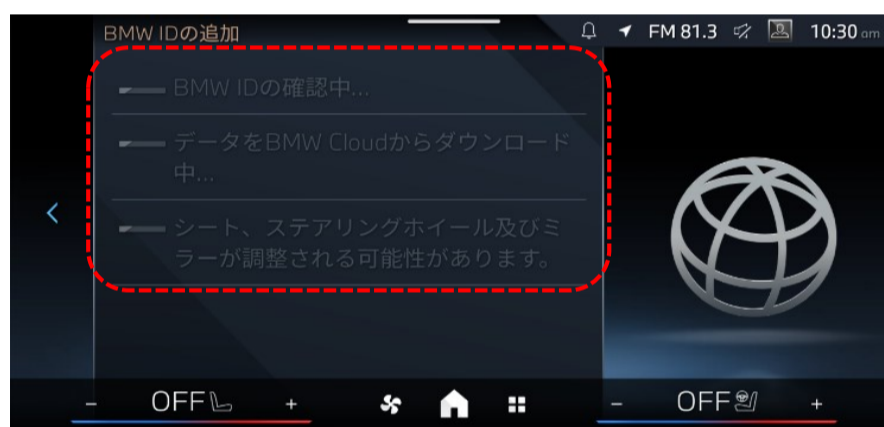 BMW IDの追加
FM 81.3
10:30 am
BMW IDの確認中...
データをBMW Cloudからダウンロード
中...
シート、ステアリングホイール及びミ
ラーが調整される可能性があります。
- OFF +
- OFF +